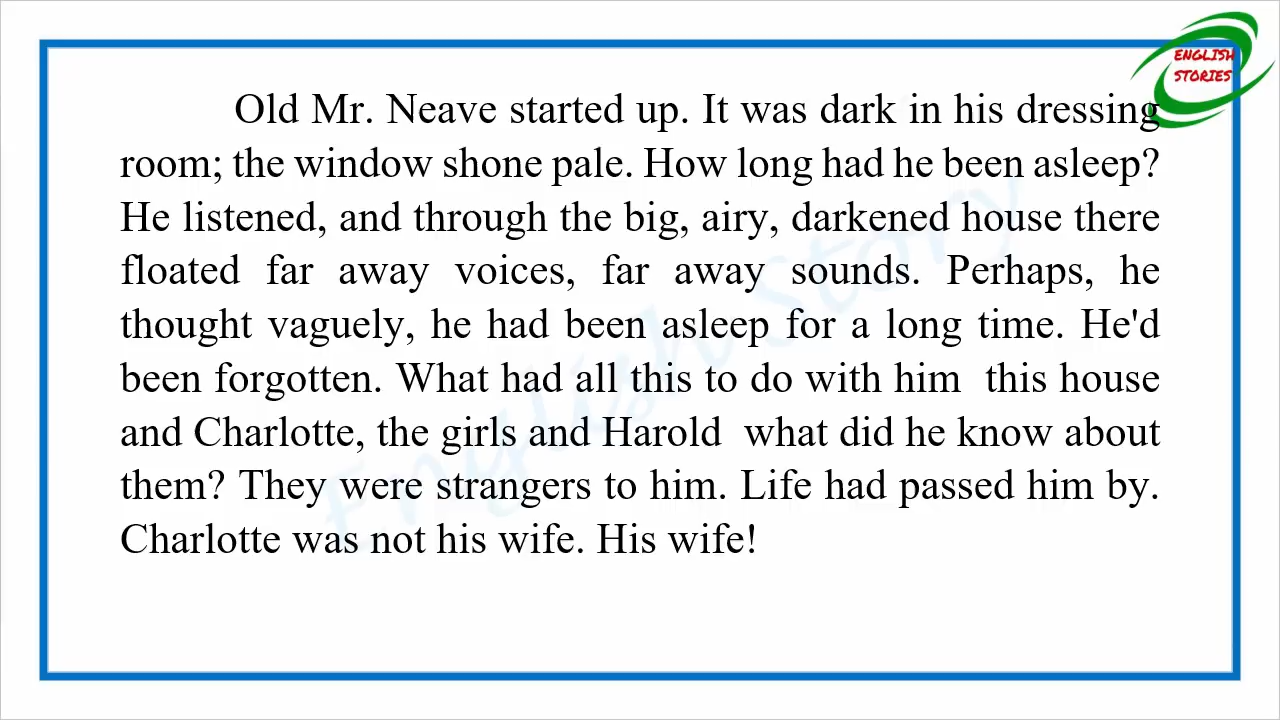 ENGLISH
STORIES
Old Mr. Neave started up. It was dark in his dressing
room; the window shone pale. How long had he been asleep?
He listened, and through the big, airy, darkened house there
floated far away voices, far away sounds. Perhaps, he
thought vaguely, he had been asleep for a long time. He'd
been forgotten. What had all this to do with him  this house
and Charlotte, the girls and Harold  what did he know about
them? They were strangers to him. Life had passed him by.
Charlotte was not his wife. His wife!
English Story